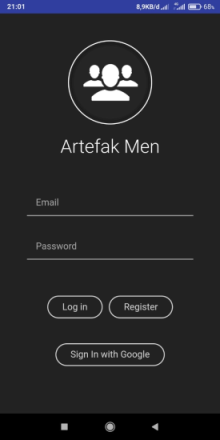 21:01 8,9KB/d 68%
Artefak Men
Email
Password
Log in Register
Sign In with Google